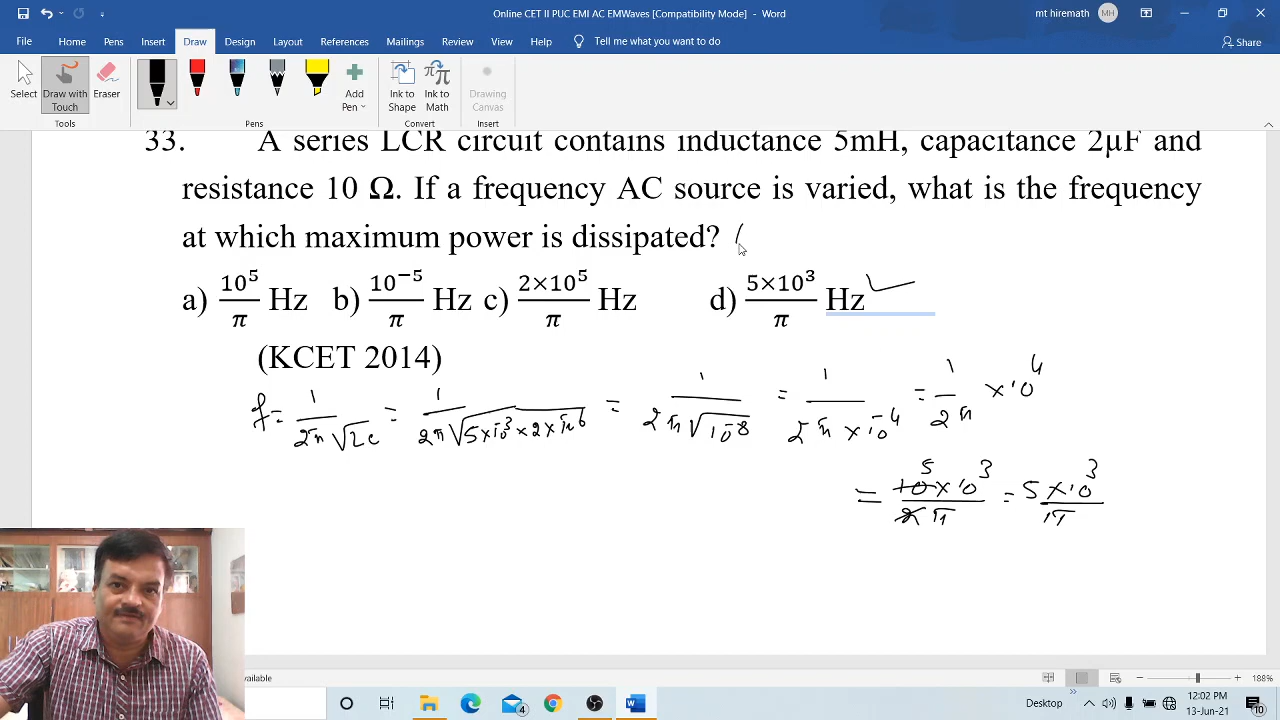 Online CET II PUC EMI AC EMWaves [Compatibility Mode] - Word
mt hiremath MH
File Home Insert Draw Design Layout References Mailings Review View Help Tell me what you want to do Share
Select Draw with Touch Eraser Add Pen Ink to Shape Ink to Math Drawing Canvas
Tools Pens Convert Insert
33. A series LCR circuit contains inductance 5mH, capacitance 2µF and
resistance 10 Ω. If a frequency AC source is varied, what is the frequency
at which maximum power is dissipated? (
a) 10⁵/π Hz b) 10⁻⁵/π Hz c) 2×10⁵/π Hz d) 5×10³/π Hz ✓
(KCET 2014)
f = 1/2π√LC = 1/2π√5×10⁻³×2×10⁻⁶ = 1/2π√10⁻⁸ = 1/2π×10⁻⁴ = 1/2π ×10⁴
= 10×10³/2π = 5×10³/π
5
vailable 188%
4 Desktop 12:02 PM
13-Jun-21 10